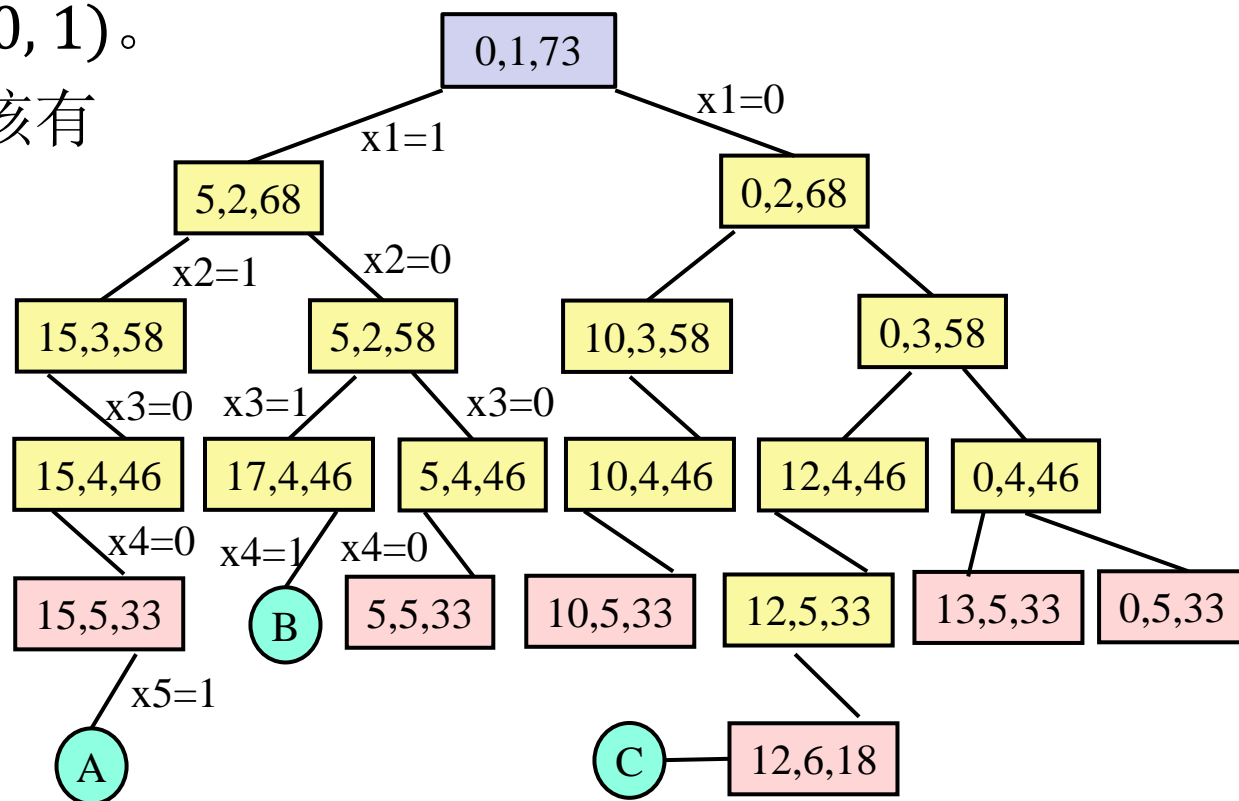 0, 1)。
该有
0,1,73
x1=1
x1=0
5,2,68
0,2,68
x2=1
x2=0
15,3,58
5,2,58
10,3,58
0,3,58
x3=0
x3=1
x3=0
15,4,46
17,4,46
5,4,46
10,4,46
12,4,46
0,4,46
x4=0
x4=1
x4=0
15,5,33
B
5,5,33
10,5,33
12,5,33
13,5,33
0,5,33
x5=1
A
C
12,6,18